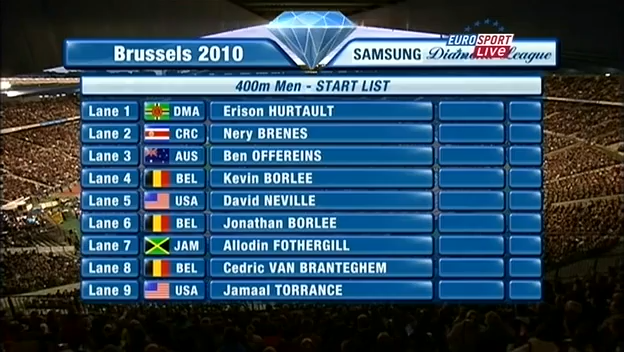 EUROSPORT
LIVE
Brussels 2010
SAMSUNG Diamond League
400m Men - START LIST
Lane 1 DMA Erison HURTAULT
Lane 2 CRC Nery BRENES
Lane 3 AUS Ben OFFEREINS
Lane 4 BEL Kevin BORLEE
Lane 5 USA David NEVILLE
Lane 6 BEL Jonathan BORLEE
Lane 7 JAM Allodin FOTHERGILL
Lane 8 BEL Cedric VAN BRANTEGHEM
Lane 9 USA Jamaal TORRANCE